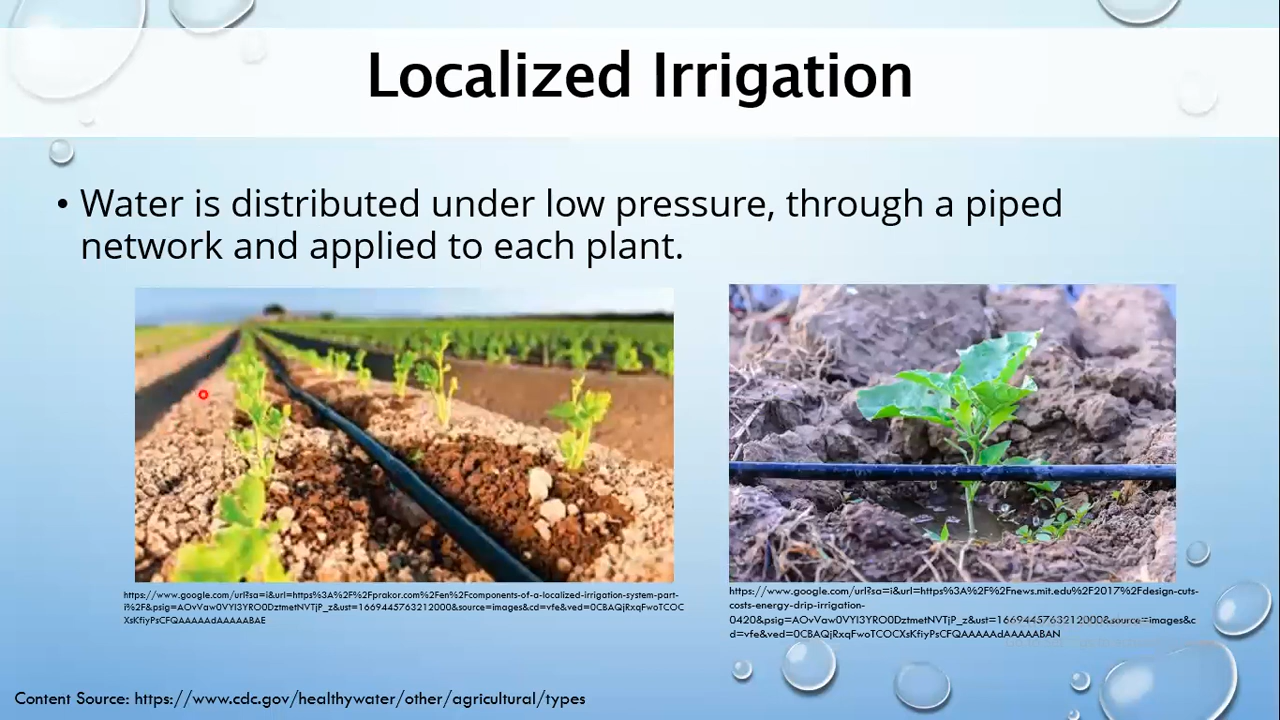 Localized Irrigation
• Water is distributed under low pressure, through a piped
network and applied to each plant.
https://www.google.com/url?sa=i&url=https%3A%2F%2Fprakor.com%2Fen%2Fcomponents-of-a-localized-irrigation-system-part-
i%2F&psig=AOvVaw0VYI3YRO0DztmetNVTjP_z&ust=1669445763212000&source=images&cd=vfe&ved=0CBAQjRxqFwoTCOC
XsKfiyPsCFQAAAAAdAAAAABAE
https://www.google.com/url?sa=i&url=https%3A%2F%2Fnews.mit.edu%2F2017%2Fdesign-cuts-
costs-energy-drip-irrigation-
0420&psig=AOvVaw0VYI3YRO0DztmetNVTjP_z&ust=1669445763212000&source=images&c
d=vfe&ved=0CBAQjRxqFwoTCOCXsKfiyPsCFQAAAAAdAAAAABAN
Content Source: https://www.cdc.gov/healthywater/other/agricultural/types